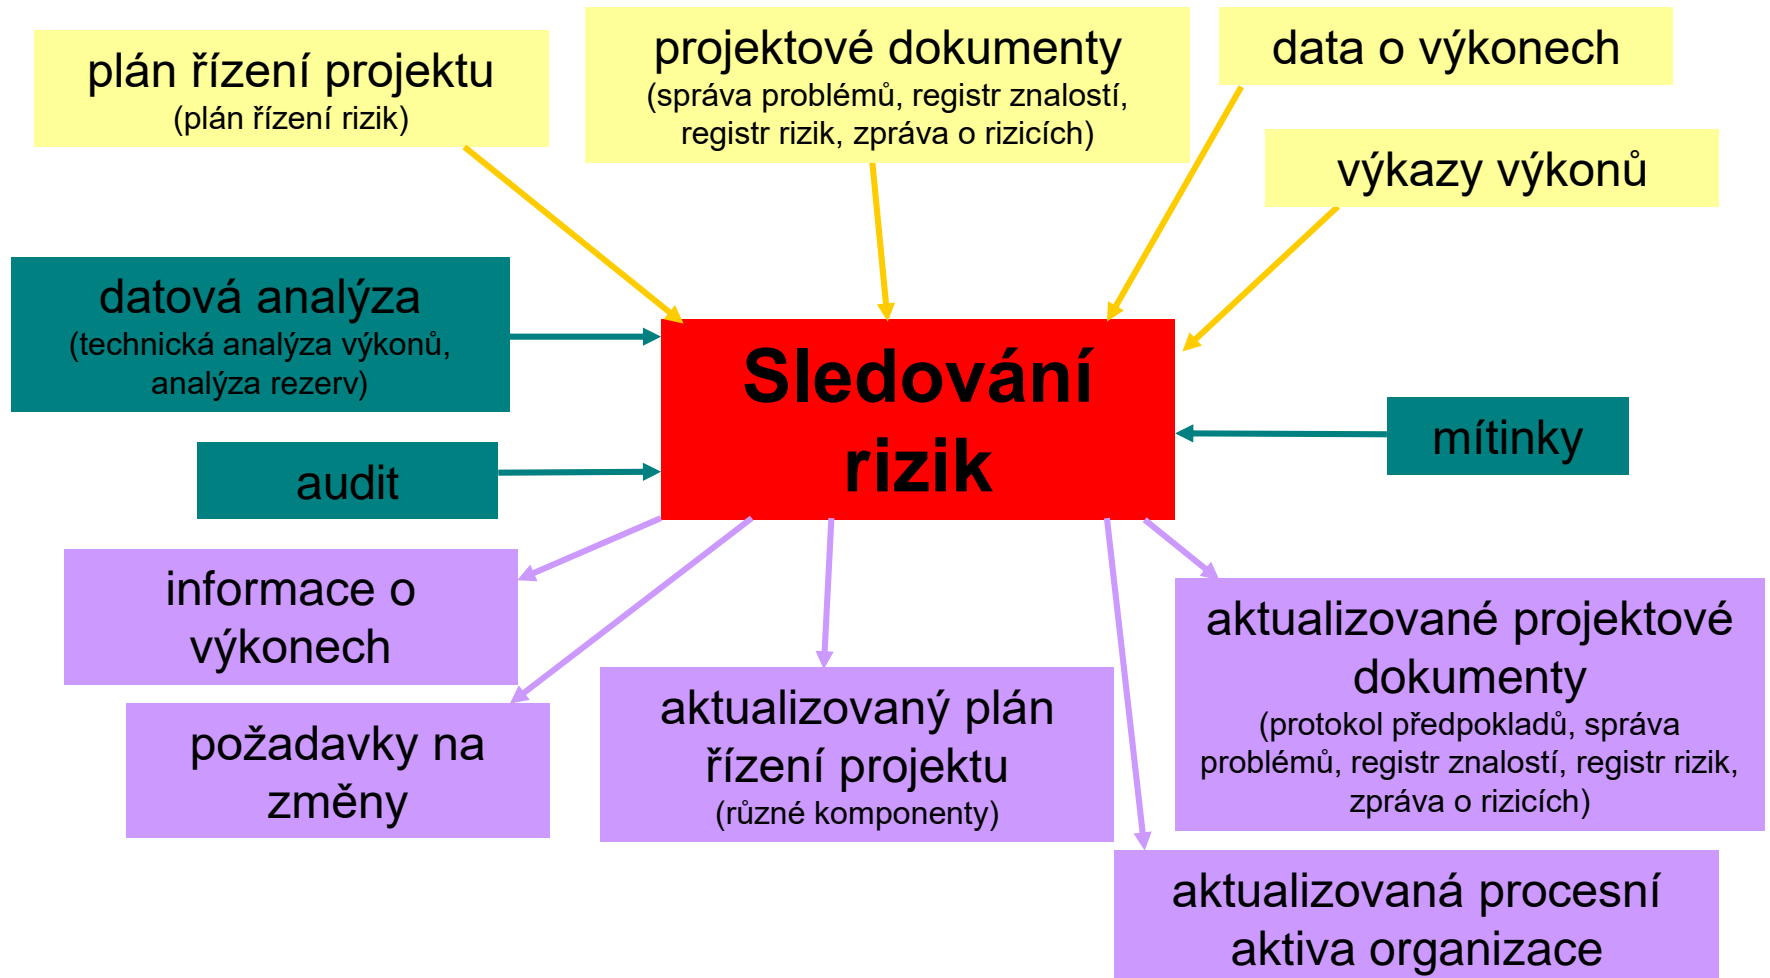 plán řízení projektu
(plán řízení rizik)
projektové dokumenty
(správa problémů, registr znalostí,
registr rizik, zpráva o rizicích)
data o výkonech
výkazy výkonů
datová analýza
(technická analýza výkonů,
analýza rezerv)
Sledování
rizik
mítinky
audit
informace o
výkonech
požadavky na
změny
aktualizovaný plán
řízení projektu
(různé komponenty)
aktualizované projektové
dokumenty
(protokol předpokladů, správa
problémů, registr znalostí, registr rizik,
zpráva o rizicích)
aktualizovaná procesní
aktiva organizace